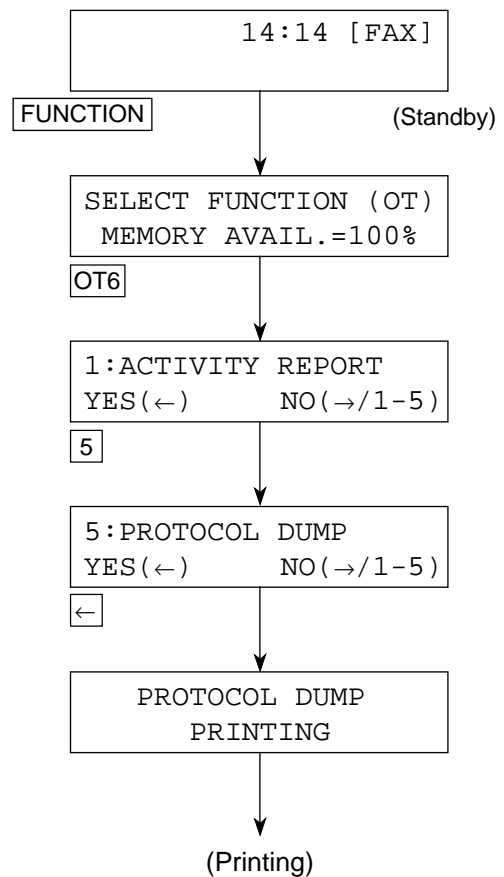 14:14 [FAX]
FUNCTION
(Standby)
SELECT FUNCTION (OT)
MEMORY AVAIL.=100%
OT6
1:ACTIVITY REPORT
YES(←) NO(→/1-5)
5
5:PROTOCOL DUMP
YES(←) NO(→/1-5)
←
PROTOCOL DUMP
PRINTING
(Printing)